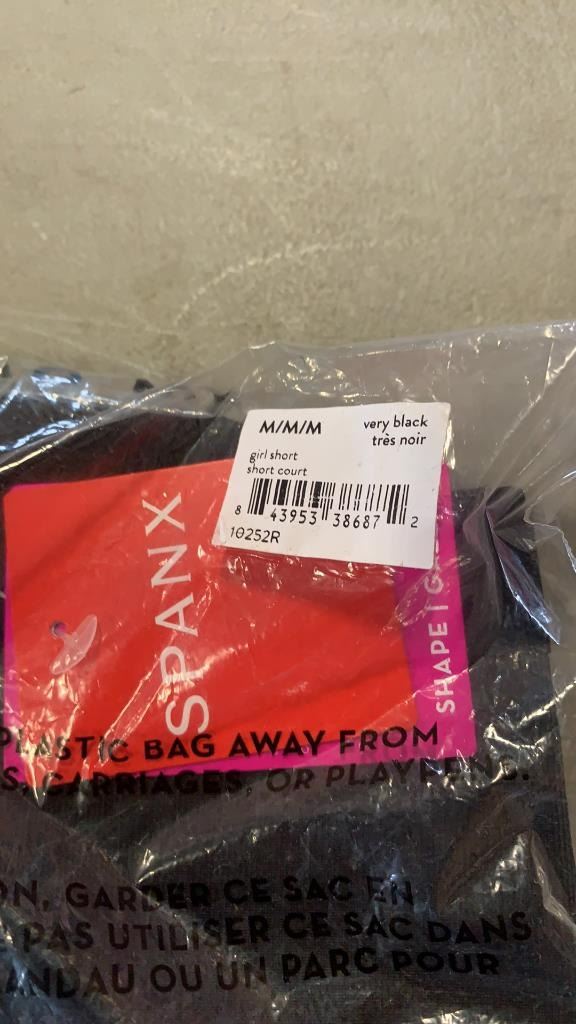 M/M/M
very black
très noir
girl short
short court
8 43953 38687 2
10252R
SPANX
SHAPE | G
PLASTIC BAG AWAY FROM
S, CARRIAGES, OR PLAYPENS.
ON, GARDER CE SAC EN
PAS UTILISER CE SAC DANS
ANDAU OU UN PARC POUR